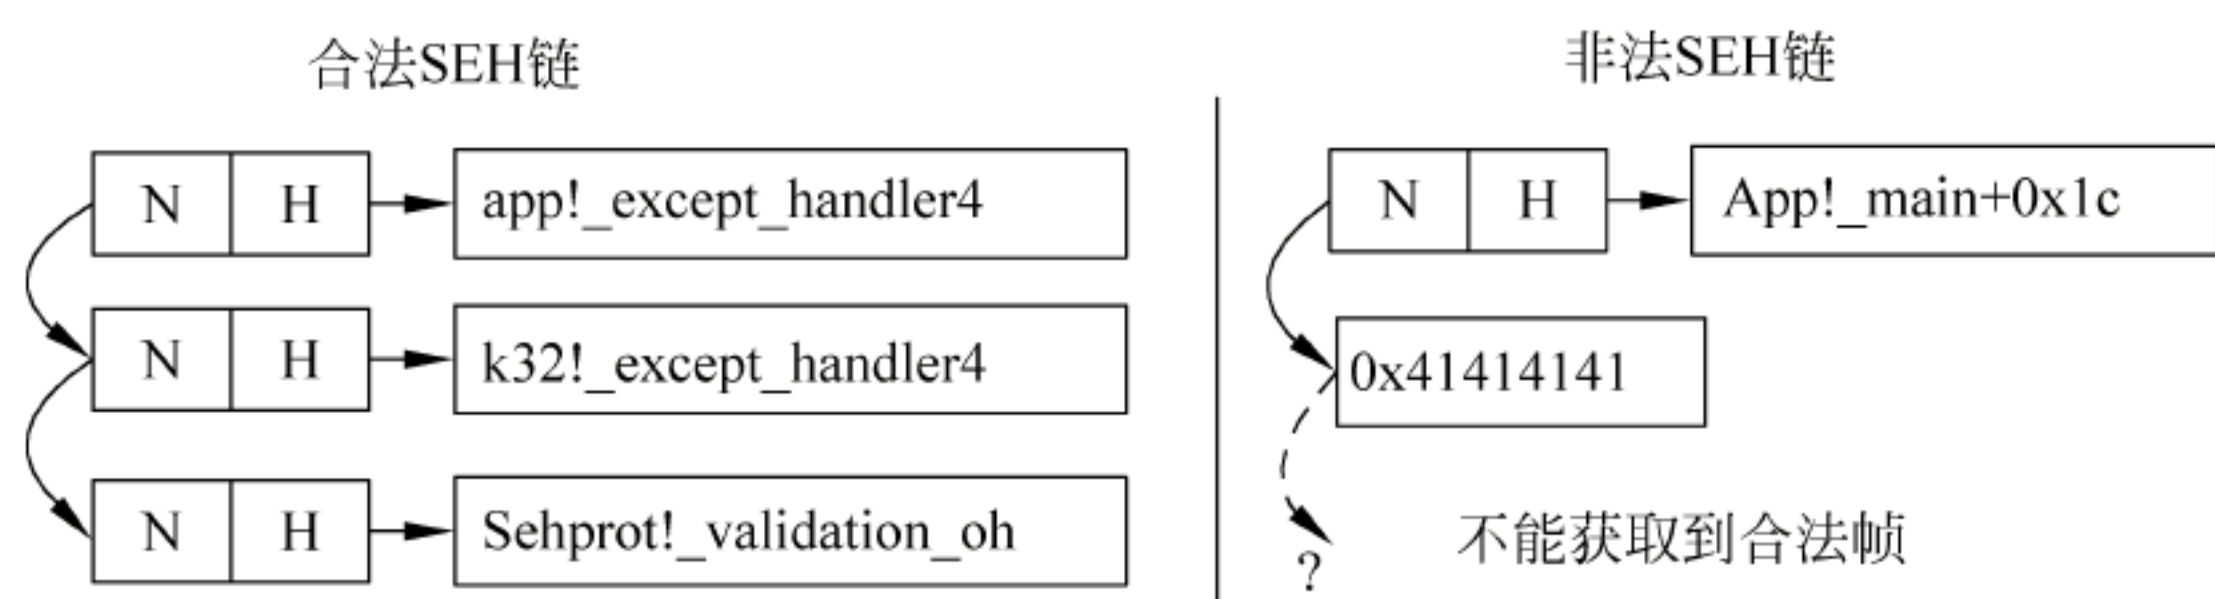 合法SEH链
N H app!_except_handler4
N H k32!_except_handler4
N H Sehprot!_validation_oh
非法SEH链
N H App!_main+0x1c
0x41414141
? 不能获取到合法帧